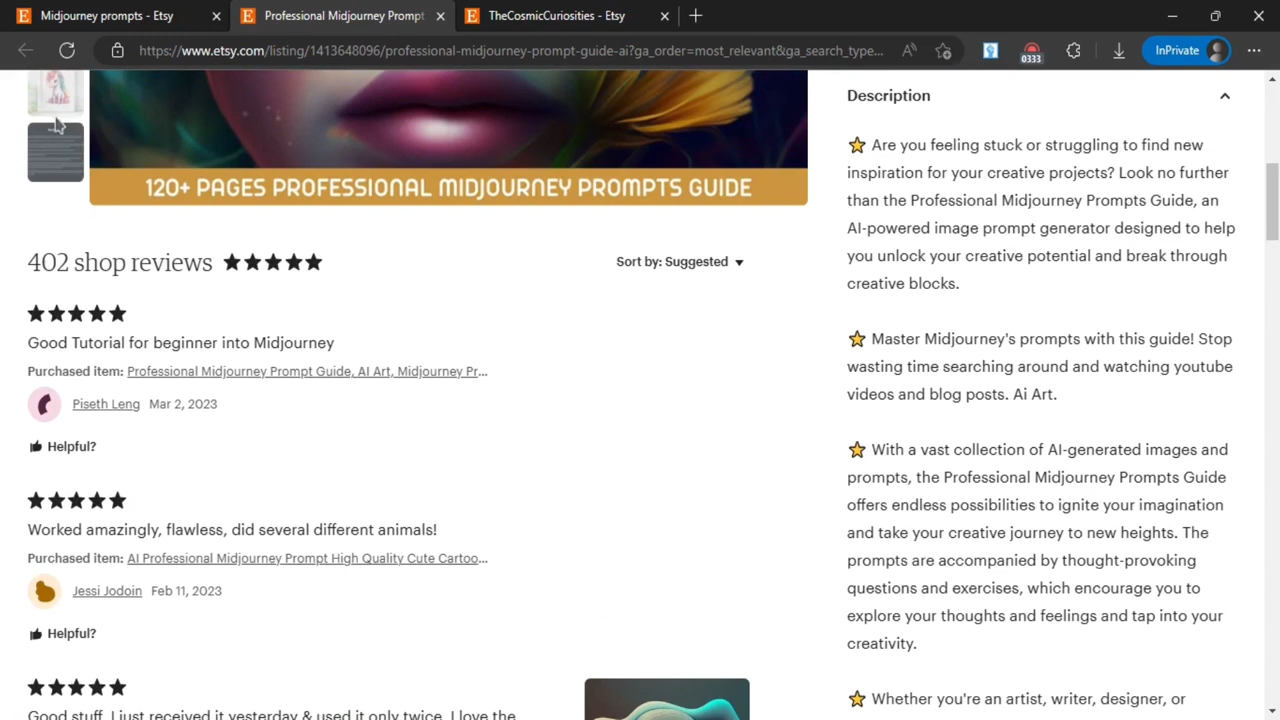 Midjourney prompts - Etsy
Professional Midjourney Prompt
TheCosmicCuriosities - Etsy
https://www.etsy.com/listing/1413648096/professional-midjourney-prompt-guide-ai?ga_order=most_relevant&ga_search_type...
0333
InPrivate
120+ PAGES PROFESSIONAL MIDJOURNEY PROMPTS GUIDE
402 shop reviews
Sort by: Suggested
Good Tutorial for beginner into Midjourney
Purchased item: Professional Midjourney Prompt Guide, AI Art, Midjourney Pr...
Piseth Leng Mar 2, 2023
Helpful?
Worked amazingly, flawless, did several different animals!
Purchased item: AI Professional Midjourney Prompt High Quality Cute Cartoo...
Jessi Jodoin Feb 11, 2023
Helpful?
Good stuff. I just received it yesterday & used it only twice. I love the
Description
Are you feeling stuck or struggling to find new
inspiration for your creative projects? Look no further
than the Professional Midjourney Prompts Guide, an
AI-powered image prompt generator designed to help
you unlock your creative potential and break through
creative blocks.
Master Midjourney's prompts with this guide! Stop
wasting time searching around and watching youtube
videos and blog posts. Ai Art.
With a vast collection of AI-generated images and
prompts, the Professional Midjourney Prompts Guide
offers endless possibilities to ignite your imagination
and take your creative journey to new heights. The
prompts are accompanied by thought-provoking
questions and exercises, which encourage you to
explore your thoughts and feelings and tap into your
creativity.
Whether you're an artist, writer, designer, or